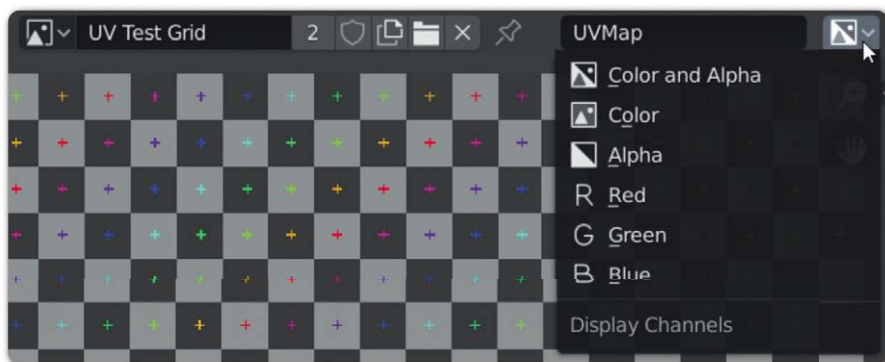 UV Test Grid 2 UVMap
Color and Alpha
Color
Alpha
R Red
G Green
B Blue
Display Channels